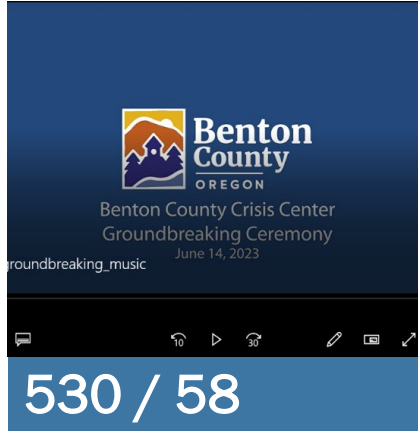 Benton
County
OREGON
Benton County Crisis Center
Groundbreaking Ceremony
June 14, 2023
groundbreaking_music
10
30
530 / 58